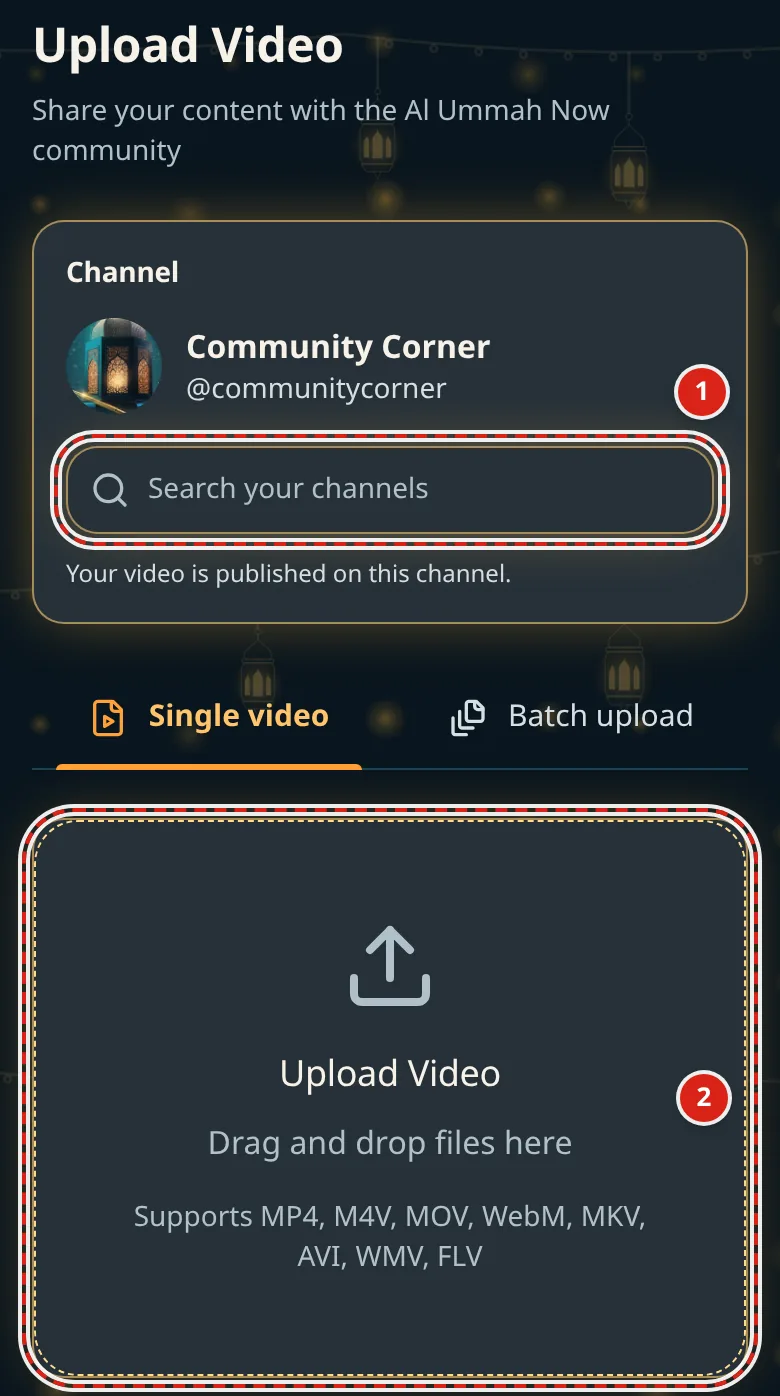 Upload Video
Share your content with the Al Ummah Now
community
Channel
Community Corner
@communitycorner
1
Search your channels
Your video is published on this channel.
Single video
Batch upload
Upload Video
2
Drag and drop files here
Supports MP4, M4V, MOV, WebM, MKV,
AVI, WMV, FLV